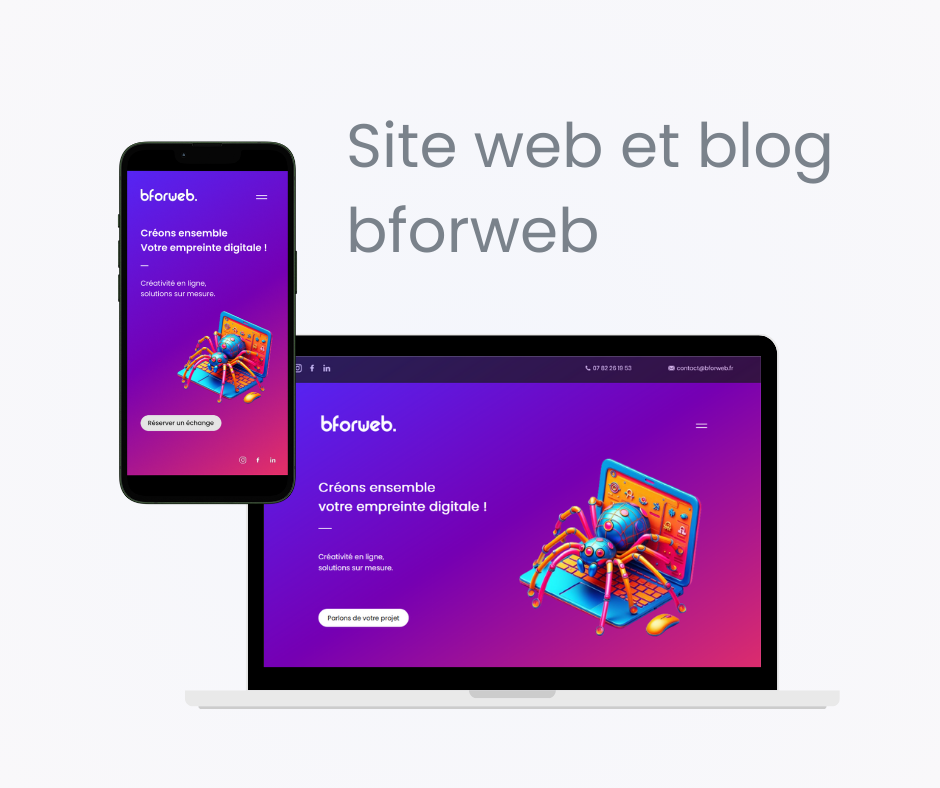 Site web et blog
bforweb
bforweb.
Créons ensemble
Votre empreinte digitale !
Créativité en ligne,
solutions sur mesure.
Réserver un échange
07 82 26 19 53
contact@bforweb.fr
bforweb.
Créons ensemble
votre empreinte digitale !
Créativité en ligne,
solutions sur mesure.
Parlons de votre projet